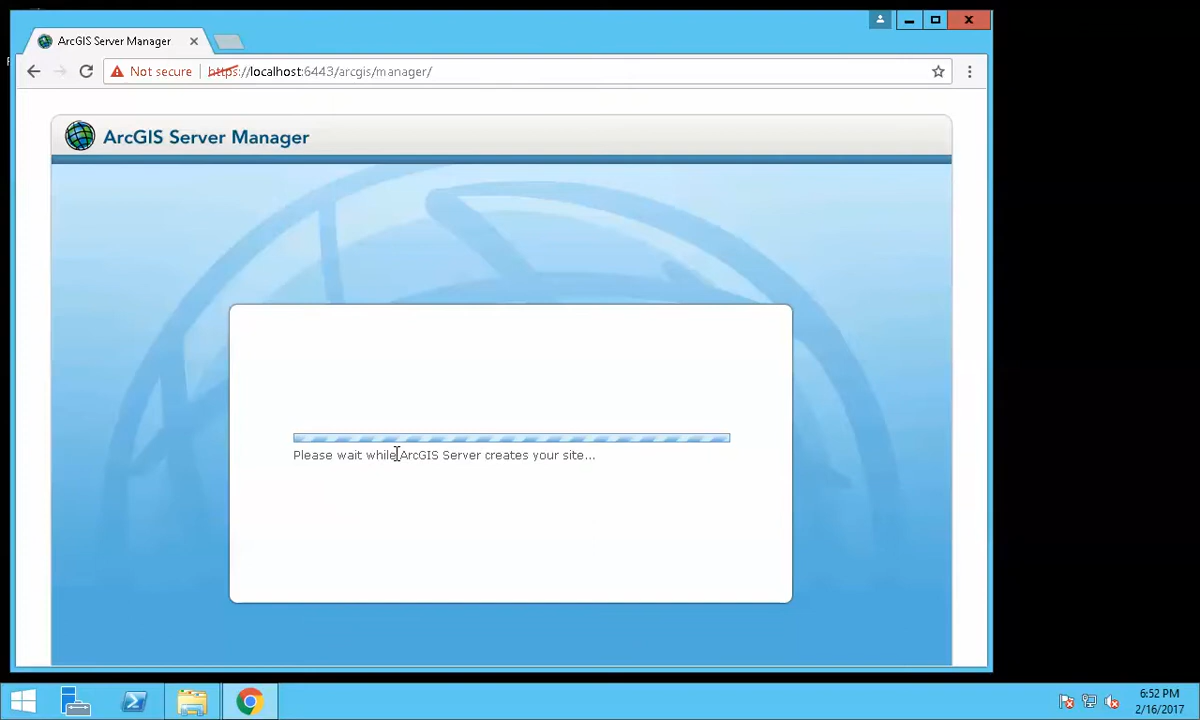 ArcGIS Server Manager
Not secure
https://localhost:6443/arcgis/manager/
ArcGIS Server Manager
Please wait while ArcGIS Server creates your site...
6:52 PM
2/16/2017